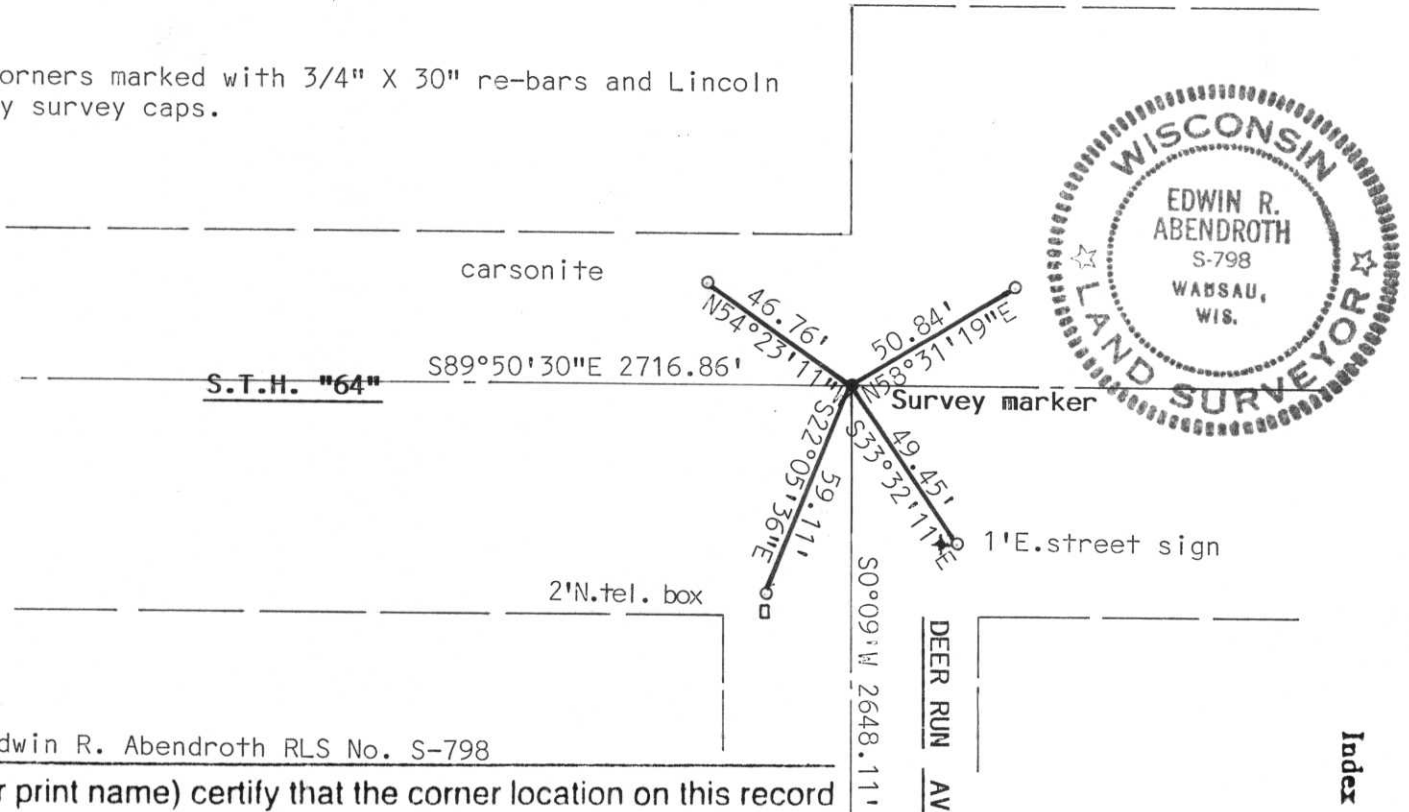 orners marked with 3/4" X 30" re-bars and Lincoln
y survey caps.
WISCONSIN
LAND SURVEYOR
EDWIN R.
ABENDROTH
S-798
WAUSAU,
WIS.
carsonite
46.76'
N54°23'11"W
50.84'
N58°31'19"E
S89°50'30"E 2716.86'
S.T.H. "64"
Survey marker
59.11'
S22°05'36"E
49.45'
S33°32'11"E
1'E.street sign
2'N.tel. box
S0°09'W 2648.11'
DEER RUN AV
Index
dwin R. Abendroth RLS No. S-798
r print name) certify that the corner location on this record